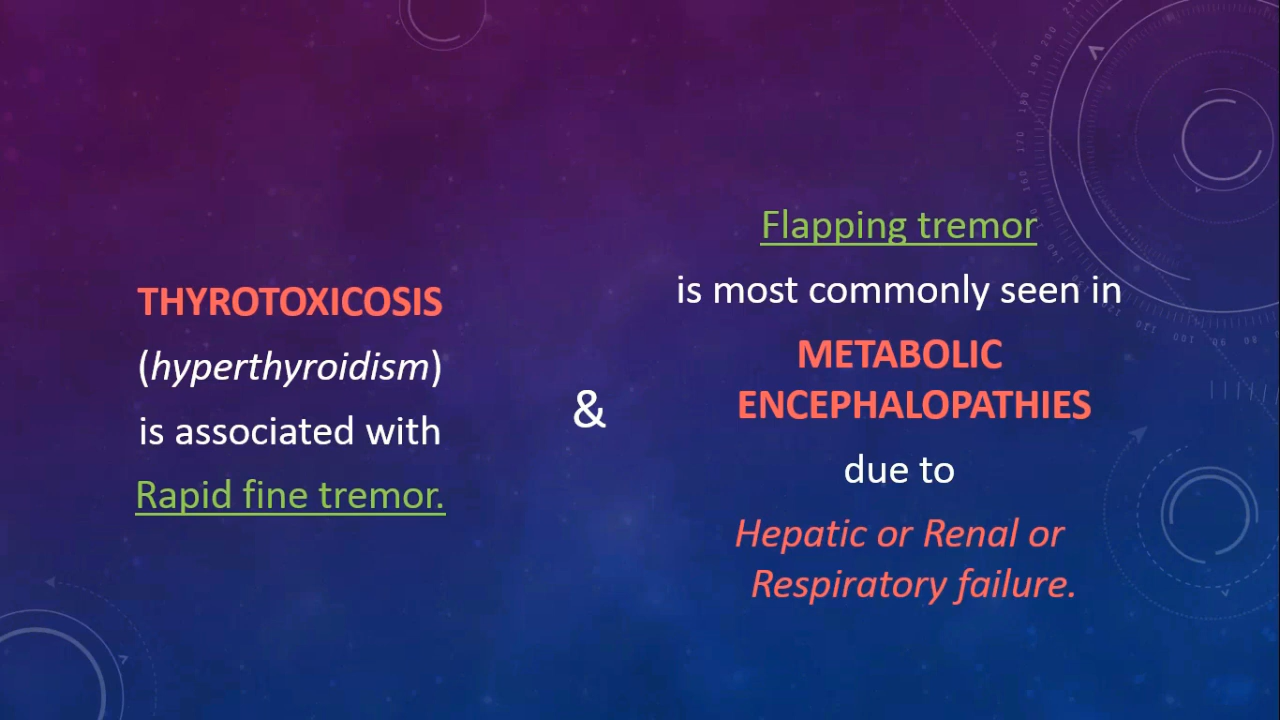 THYROTOXICOSIS
(hyperthyroidism)
is associated with
Rapid fine tremor.
&
Flapping tremor
is most commonly seen in
METABOLIC
ENCEPHALOPATHIES
due to
Hepatic or Renal or
Respiratory failure.